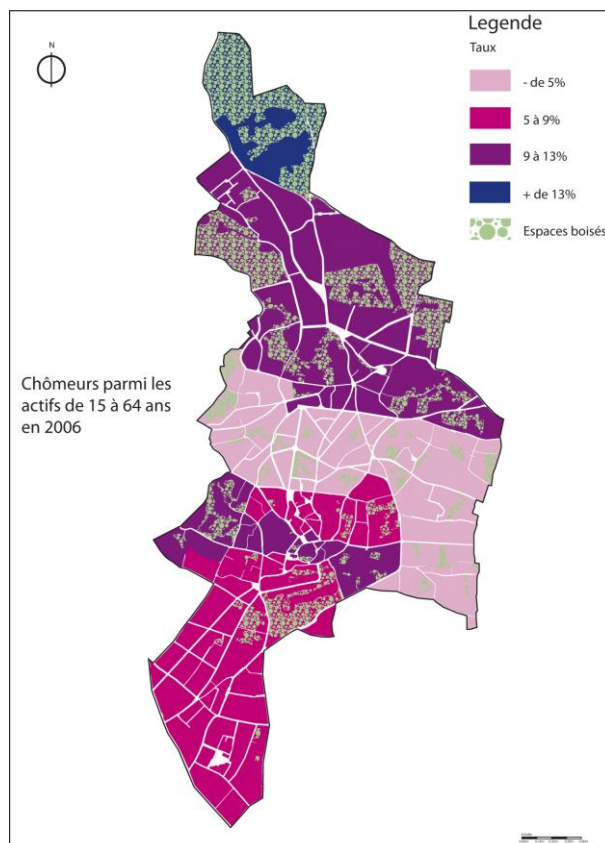 Legende
Taux
N
- de 5%
5 à 9%
9 à 13%
+ de 13%
Espaces boisés
Chômeurs parmi les
actifs de 15 à 64 ans
en 2006